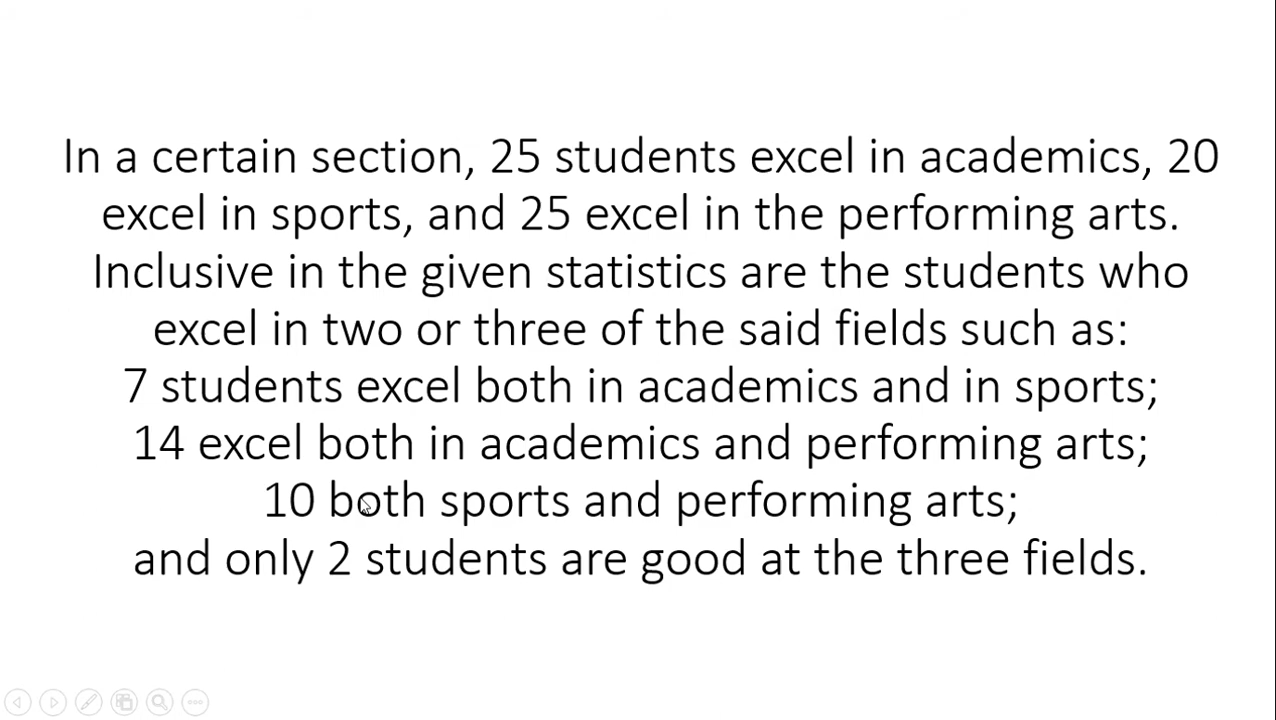 In a certain section, 25 students excel in academics, 20
excel in sports, and 25 excel in the performing arts.
Inclusive in the given statistics are the students who
excel in two or three of the said fields such as:
7 students excel both in academics and in sports;
14 excel both in academics and performing arts;
10 both sports and performing arts;
and only 2 students are good at the three fields.